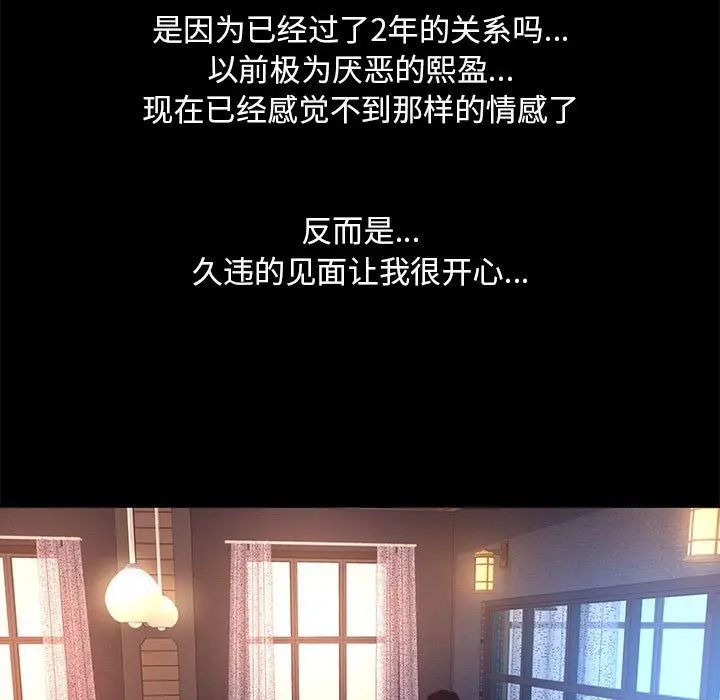 是因为已经过了2年的关系吗...
以前极为厌恶的熙盈...
现在已经感觉不到那样的情感了
反而是...
久违的见面让我很开心...